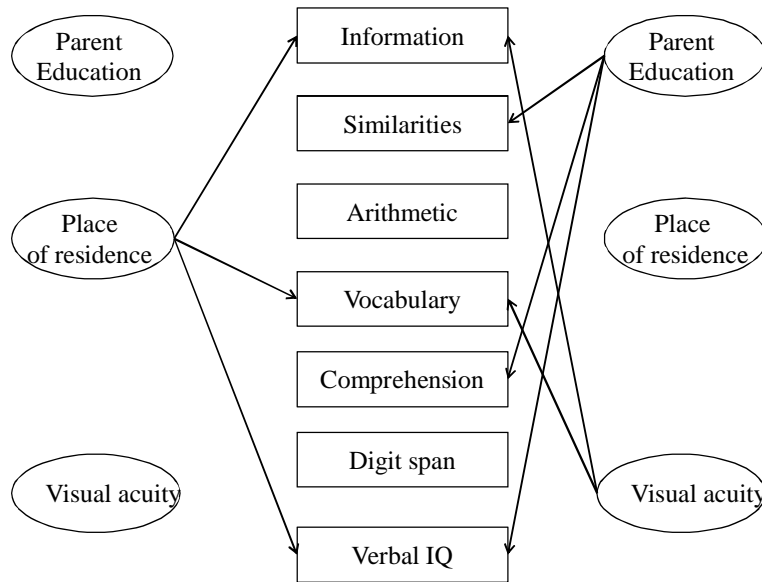 Parent
Education
Place
of residence
Visual acuity
Information
Similarities
Arithmetic
Vocabulary
Comprehension
Digit span
Verbal IQ
Parent
Education
Place
of residence
Visual acuity